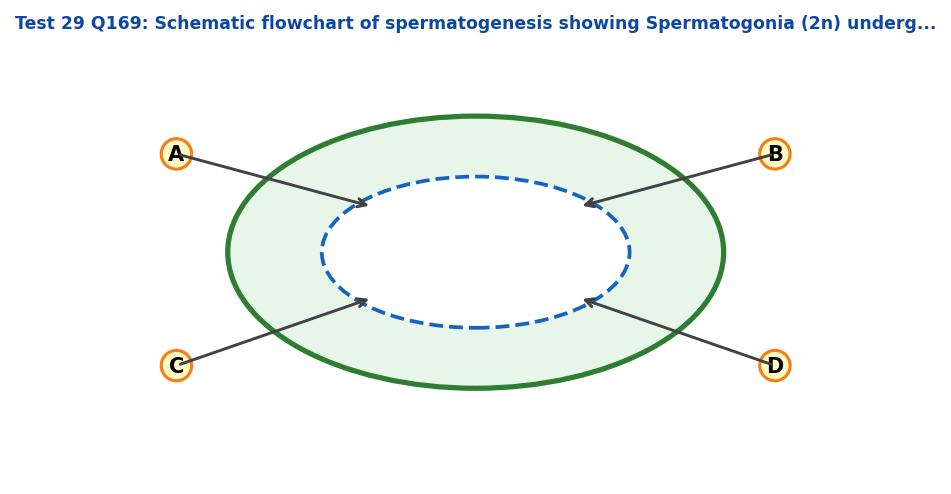 Test 29 Q169: Schematic flowchart of spermatogenesis showing Spermatogonia (2n) underg...
A
B
C
D